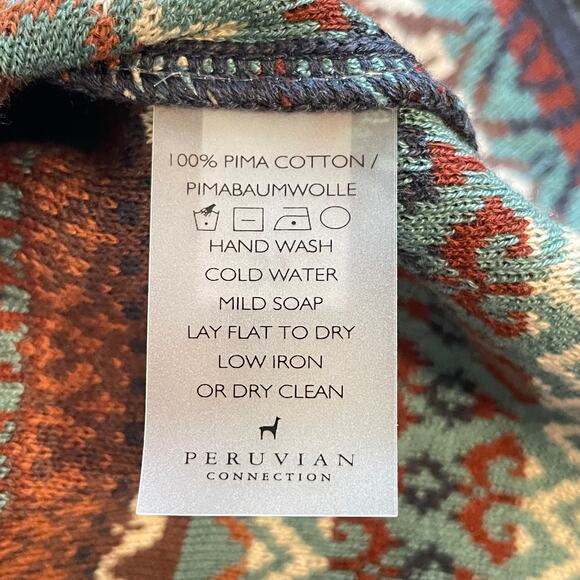 100% PIMA COTTON /
PIMABAUMWOLLE
HAND WASH
COLD WATER
MILD SOAP
LAY FLAT TO DRY
LOW IRON
OR DRY CLEAN
PERUVIAN
CONNECTION